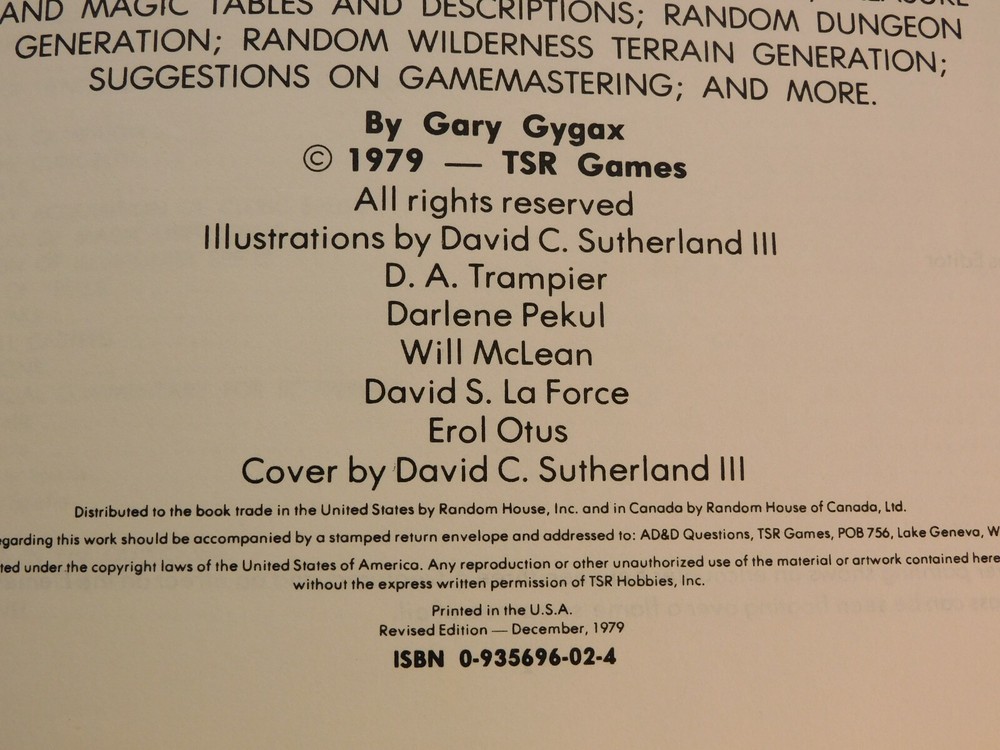 AND MAGIC TABLES AND DESCRIPTIONS; RANDOM DUNGEON
GENERATION; RANDOM WILDERNESS TERRAIN GENERATION;
SUGGESTIONS ON GAMEMASTERING; AND MORE.
By Gary Gygax
© 1979 — TSR Games
All rights reserved
Illustrations by David C. Sutherland III
D. A. Trampier
Darlene Pekul
Will McLean
David S. La Force
Erol Otus
Cover by David C. Sutherland III
Distributed to the book trade in the United States by Random House, Inc. and in Canada by Random House of Canada, Ltd.
egarding this work should be accompanied by a stamped return envelope and addressed to: AD&D Questions, TSR Games, POB 756, Lake Geneva, W
ted under the copyright laws of the United States of America. Any reproduction or other unauthorized use of the material or artwork contained here
without the express written permission of TSR Hobbies, Inc.
Printed in the U.S.A.
Revised Edition — December, 1979
ISBN 0-935696-02-4